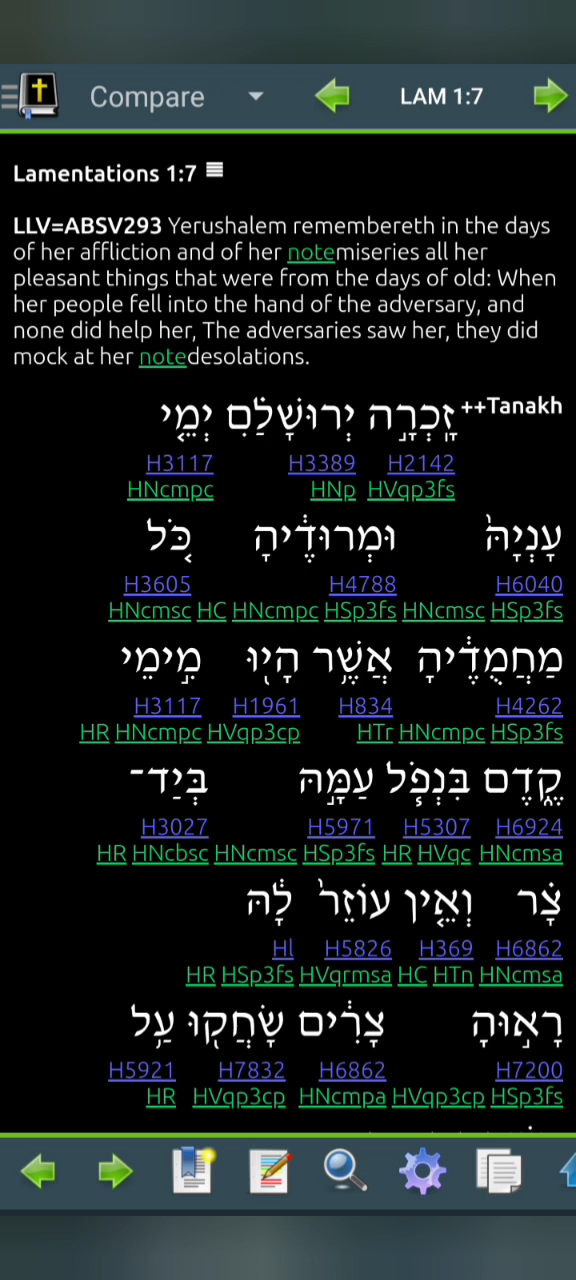 Compare LAM 1:7
Lamentations 1:7
LLV=ABSV293 Yerushalem remembereth in the days
of her affliction and of her notemiseries all her
pleasant things that were from the days of old: When
her people fell into the hand of the adversary, and
none did help her, The adversaries saw her, they did
mock at her notedesolations.
++Tanakh זָֽכְרָ֣ה יְרוּשָׁלִַ֗ם יְמֵ֤י
H3117 H3389 H2142
HNcmpc HNp HVqp3fs
עָנְיָהּ֙ וּמְרוּדֶ֔יהָ כֹּ֚ל
H3605 H4788 H6040
HNcmsc HC HNcmpc HSp3fs HNcmsc HSp3fs
מַחֲמֻדֶ֔יהָ אֲשֶׁ֥ר הָי֖וּ מִ֣ימֵי
H3117 H1961 H834 H4262
HR HNcmpc HVqp3cp HTr HNcmpc HSp3fs
קֶ֑דֶם בִּנְפֹ֧ל עַמָּ֣הּ בְּיַד־
H3027 H5971 H5307 H6924
HR HNcbsc HNcmsc HSp3fs HR HVqc HNcmsa
צָ֗ר וְאֵ֤ין עוֹזֵר֙ לָ֔הּ
Hl H5826 H369 H6862
HR HSp3fs HVqrmsa HC HTn HNcmsa
רָא֣וּהָ צָרִ֔ים שָׂחֲק֖וּ עַ֥ל
H5921 H7832 H6862 H7200
HR HVqp3cp HNcmpa HVqp3cp HSp3fs